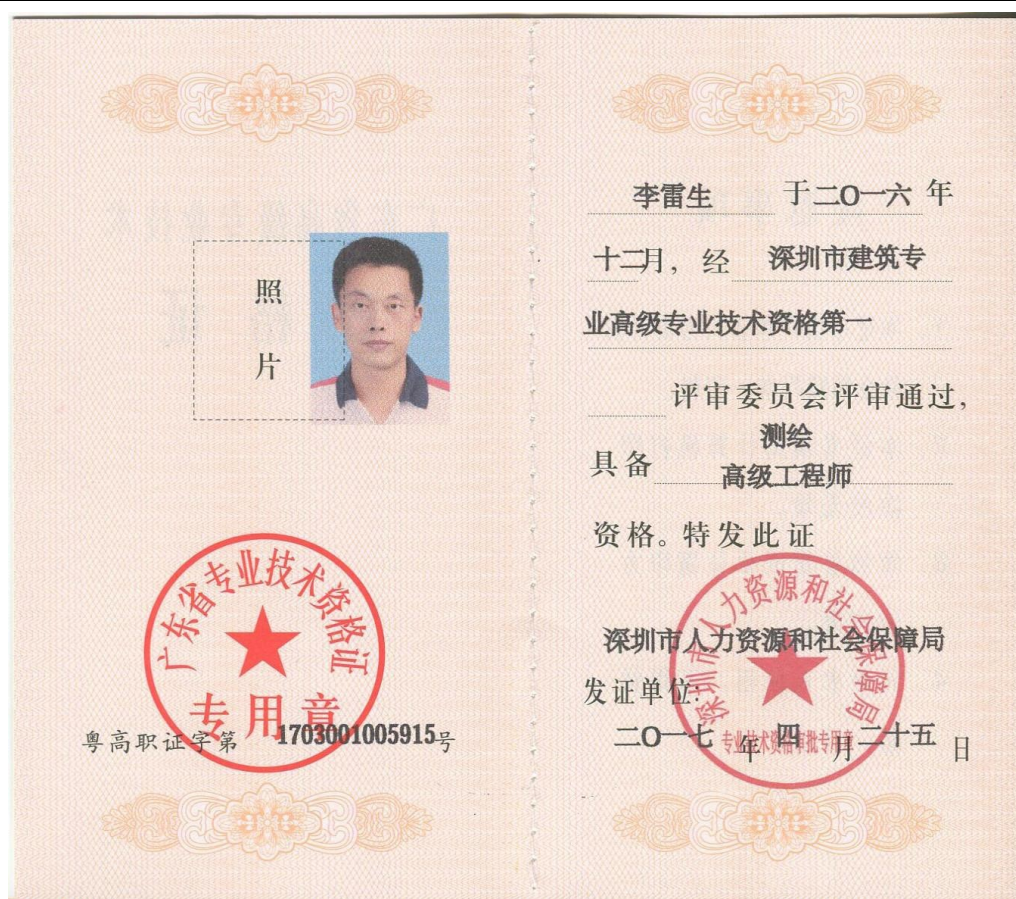 照
片
广东省专业技术资格证
专用章
粤高职证字第 1703001005915号
李雷生 于二〇一六年
十二月，经 深圳市建筑专
业高级专业技术资格第一
评审委员会评审通过，
测绘
具备 高级工程师
资格。特发此证
深圳市人力资源和社会保障局
深圳市人力资源和社会保障局
发证单位：
二〇一七年四月二十五日
专业技术资格审批专用章